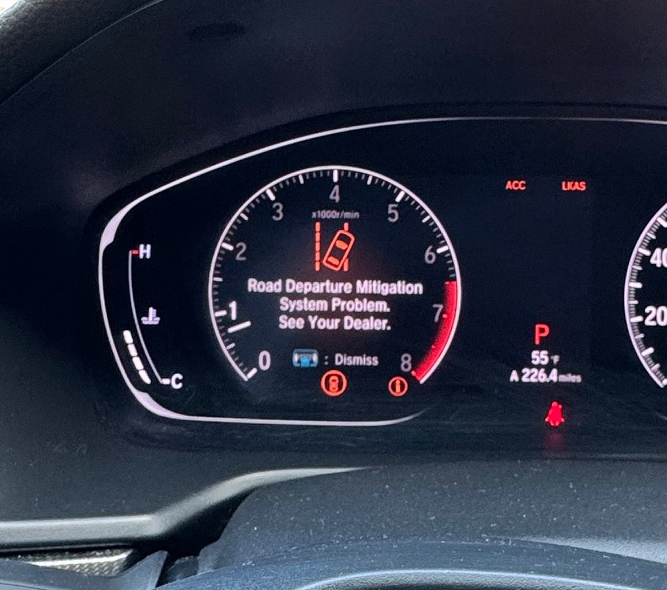 ACC LKAS
4
3 5
x1000r/min
2 6
H
40
Road Departure Mitigation
System Problem.
See Your Dealer.
1 7
20
P
55°F
: Dismiss
0 8
A 226.4 miles
C